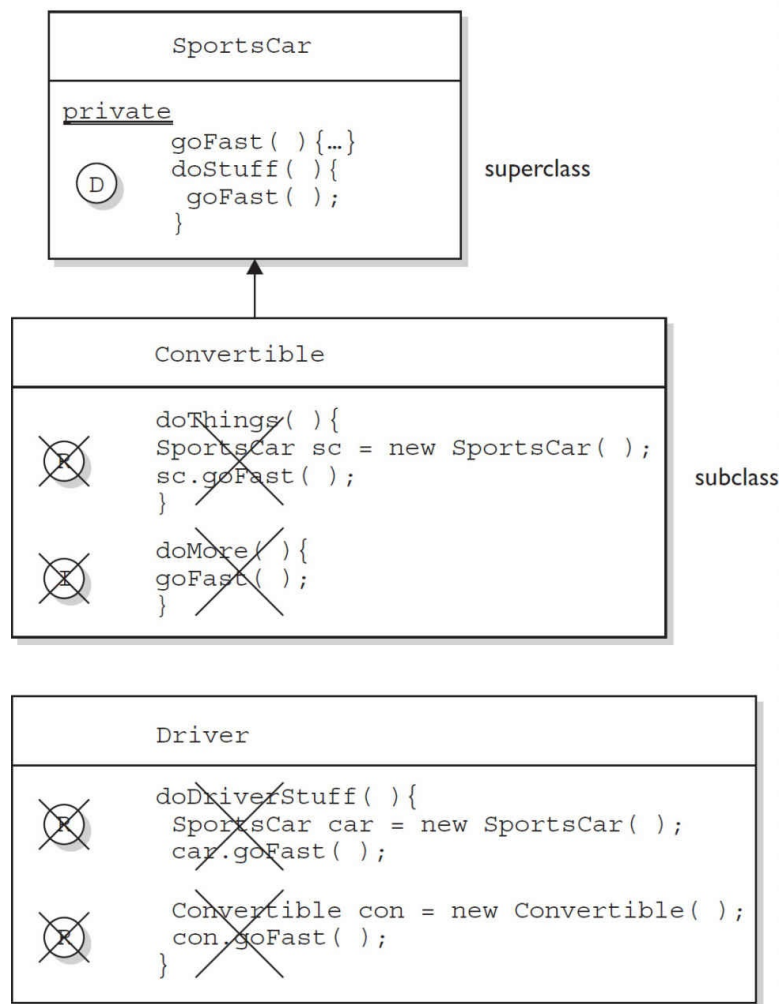 SportsCar
private
goFast( ){…}
D
doStuff( ){
goFast( );
}
superclass
Convertible
doThings( ){
R
SportsCar sc = new SportsCar( );
sc.goFast( );
}
subclass
doMore( ){
I
goFast( );
}
Driver
doDriverStuff( ){
R
SportsCar car = new SportsCar( );
car.goFast( );
Convertible con = new Convertible( );
R
con.goFast( );
}